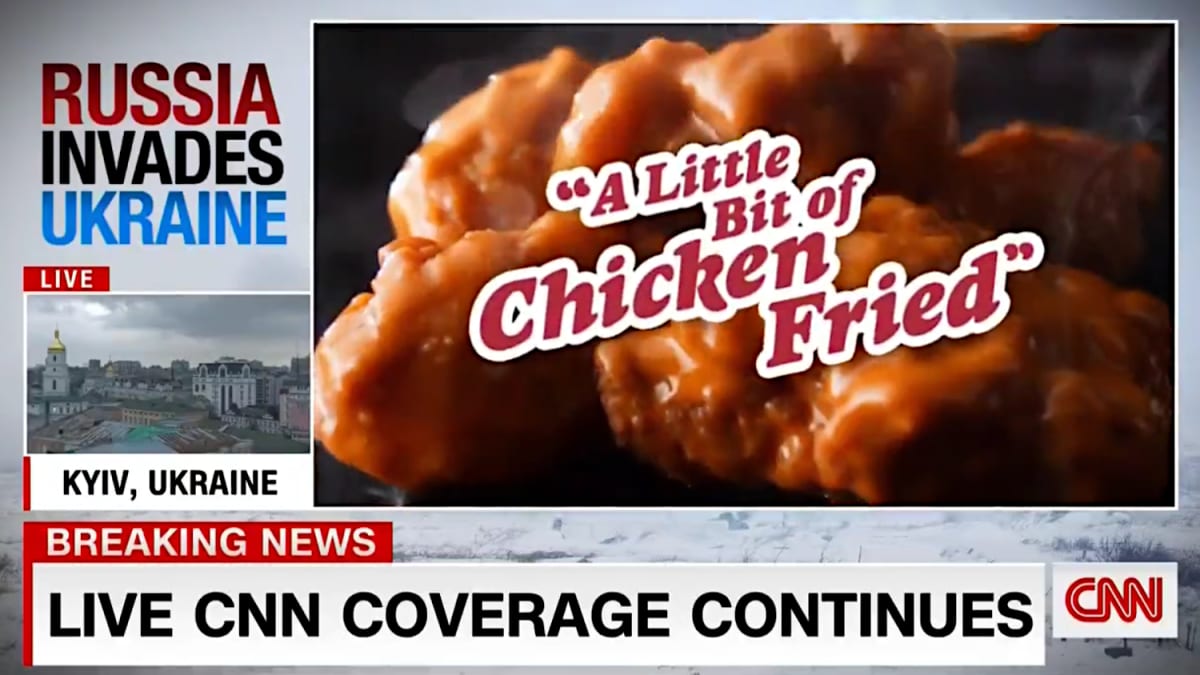 RUSSIA
INVADES
UKRAINE
LIVE
KYIV, UKRAINE
“A Little
Bit of
Chicken
Fried”
BREAKING NEWS
LIVE CNN COVERAGE CONTINUES
CNN